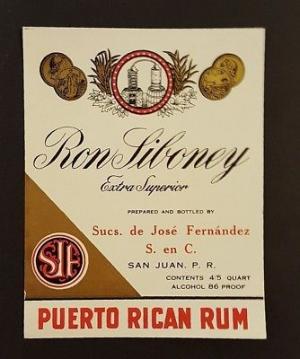 Ron Siboney
Extra Superior
PREPARED AND BOTTLED BY
Sucs. de José Fernández
S. en C.
SAN JUAN, P. R.
CONTENTS 4/5 QUART
ALCOHOL 86 PROOF
SJF
PUERTO RICAN RUM